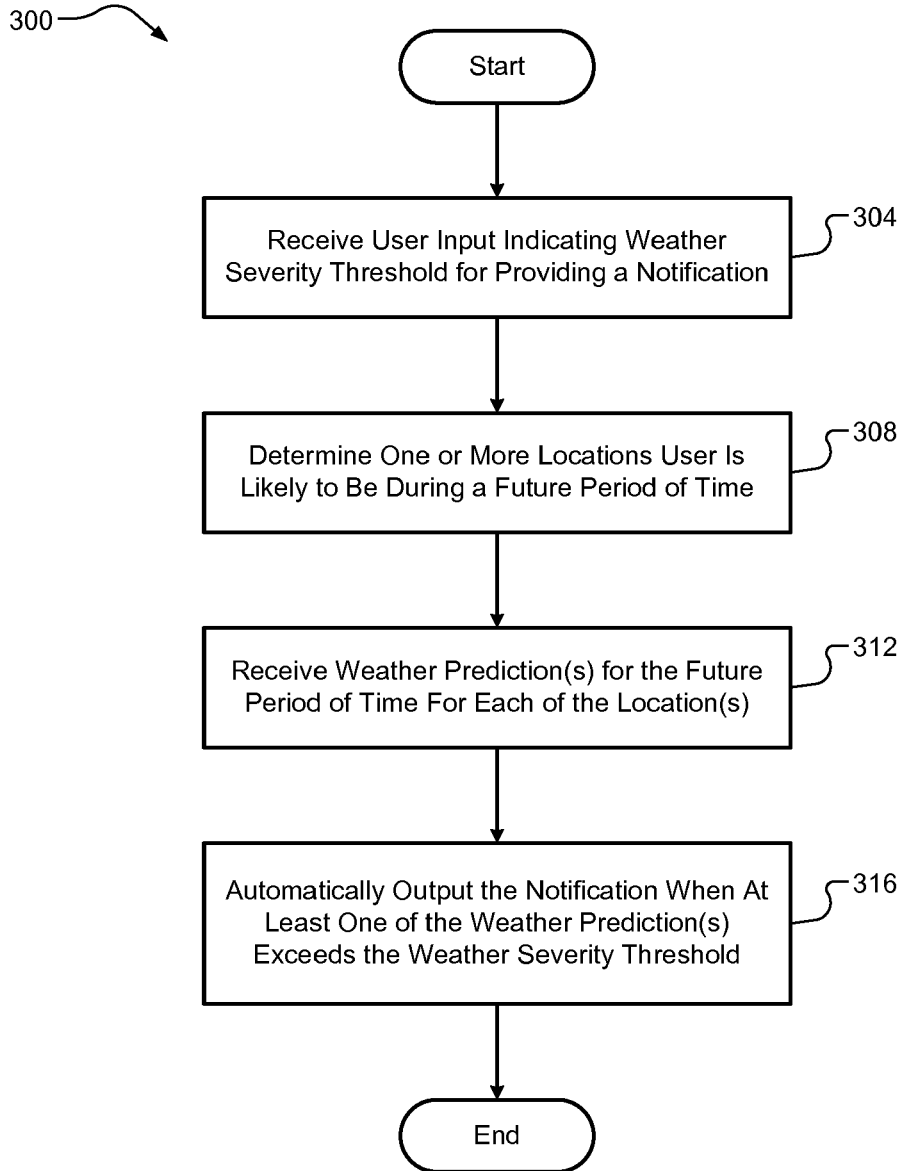 300
Start
Receive User Input Indicating Weather
Severity Threshold for Providing a Notification
304
Determine One or More Locations User Is
Likely to Be During a Future Period of Time
308
Receive Weather Prediction(s) for the Future
Period of Time For Each of the Location(s)
312
Automatically Output the Notification When At
Least One of the Weather Prediction(s)
Exceeds the Weather Severity Threshold
316
End